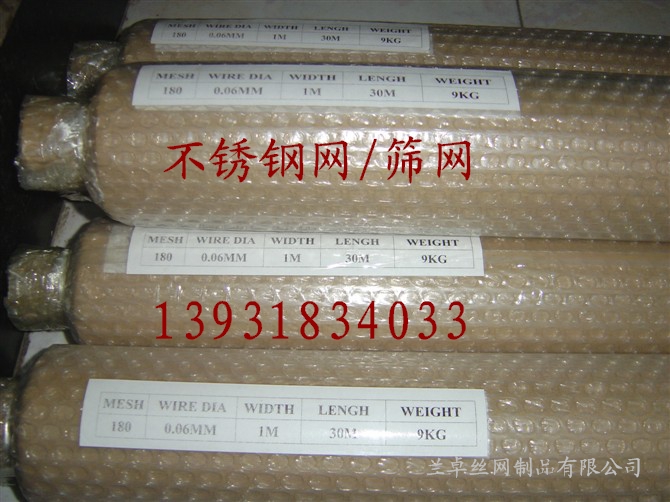 MESH WIRE DIA WIDTH LENGH WEIGHT
180 0.06MM 1M 30M 9KG
MESH WIRE DIA WIDTH LENGH WEIGHT
180 0.06MM 1M 30M 9KG
不锈钢网/筛网
MESH WIRE DIA WIDTH LENGH WEIGHT
180 0.06MM 1M 30M 9KG
13931834033
MESH WIRE DIA WIDTH LENGH WEIGHT
180 0.06MM 1M 30M 9KG
兰卓丝网制品有限公司